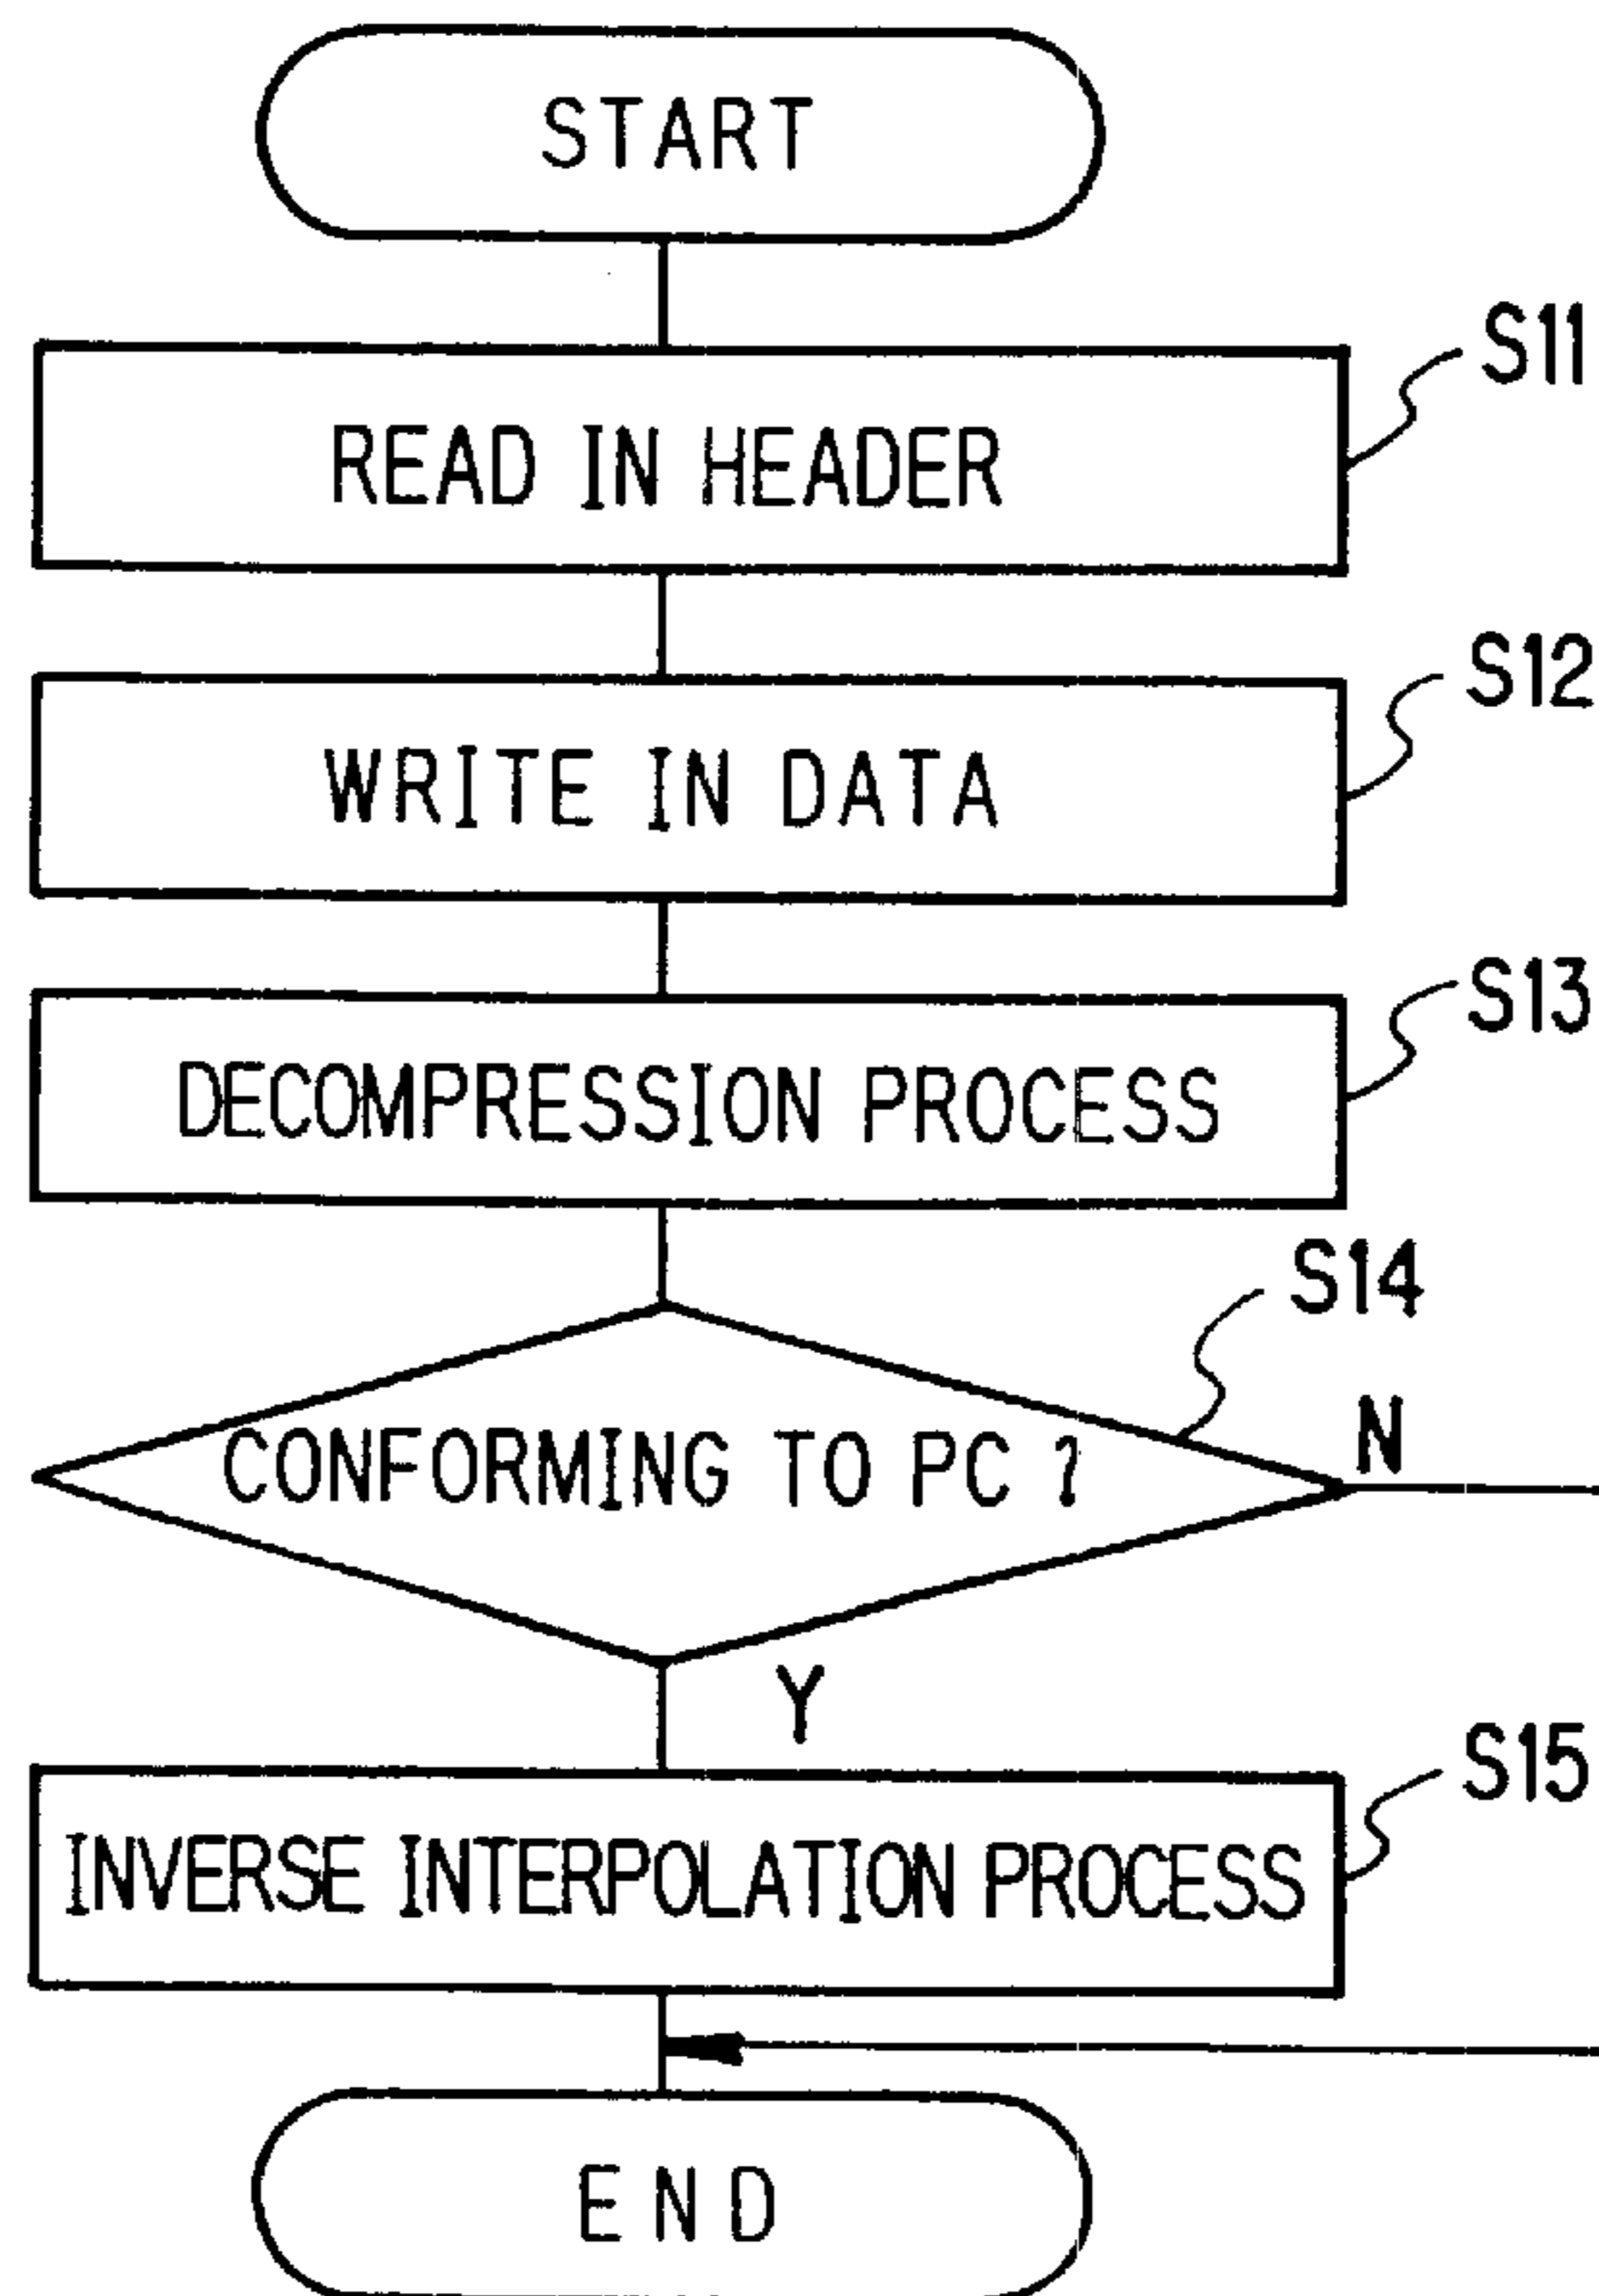 START
S11
READ IN HEADER
S12
WRITE IN DATA
S13
DECOMPRESSION PROCESS
S14
N
CONFORMING TO PC ?
Y
S15
INVERSE INTERPOLATION PROCESS
END